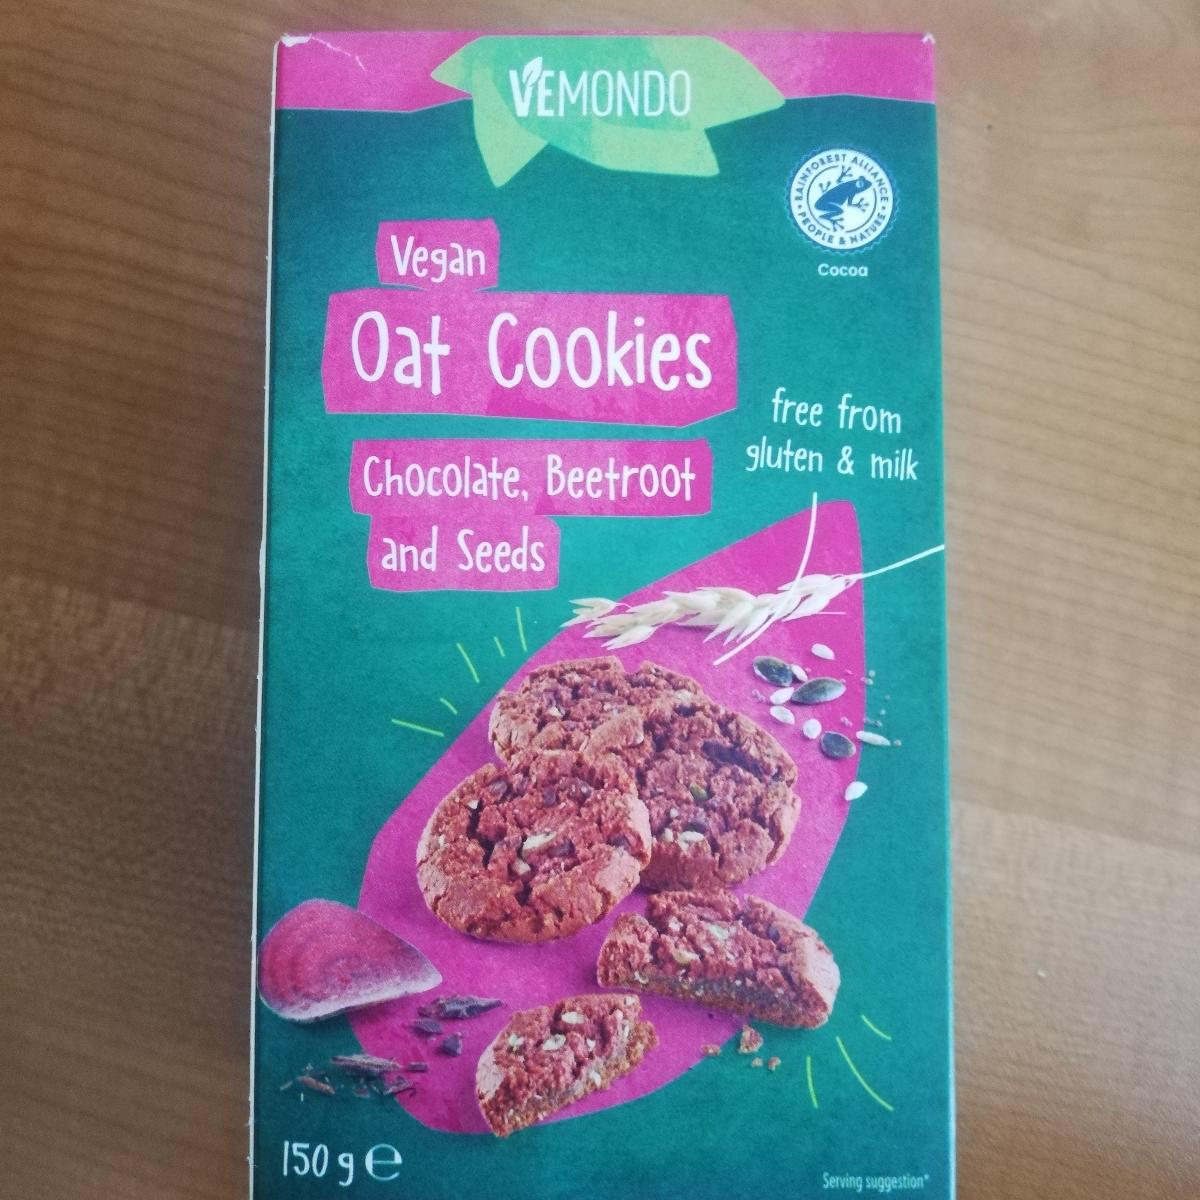 VEMONDO
RAINFOREST ALLIANCE
PEOPLE & NATURE
Cocoa
Vegan
Oat Cookies
free from
gluten & milk
Chocolate, Beetroot
and Seeds
150 g ℮
Serving suggestion*